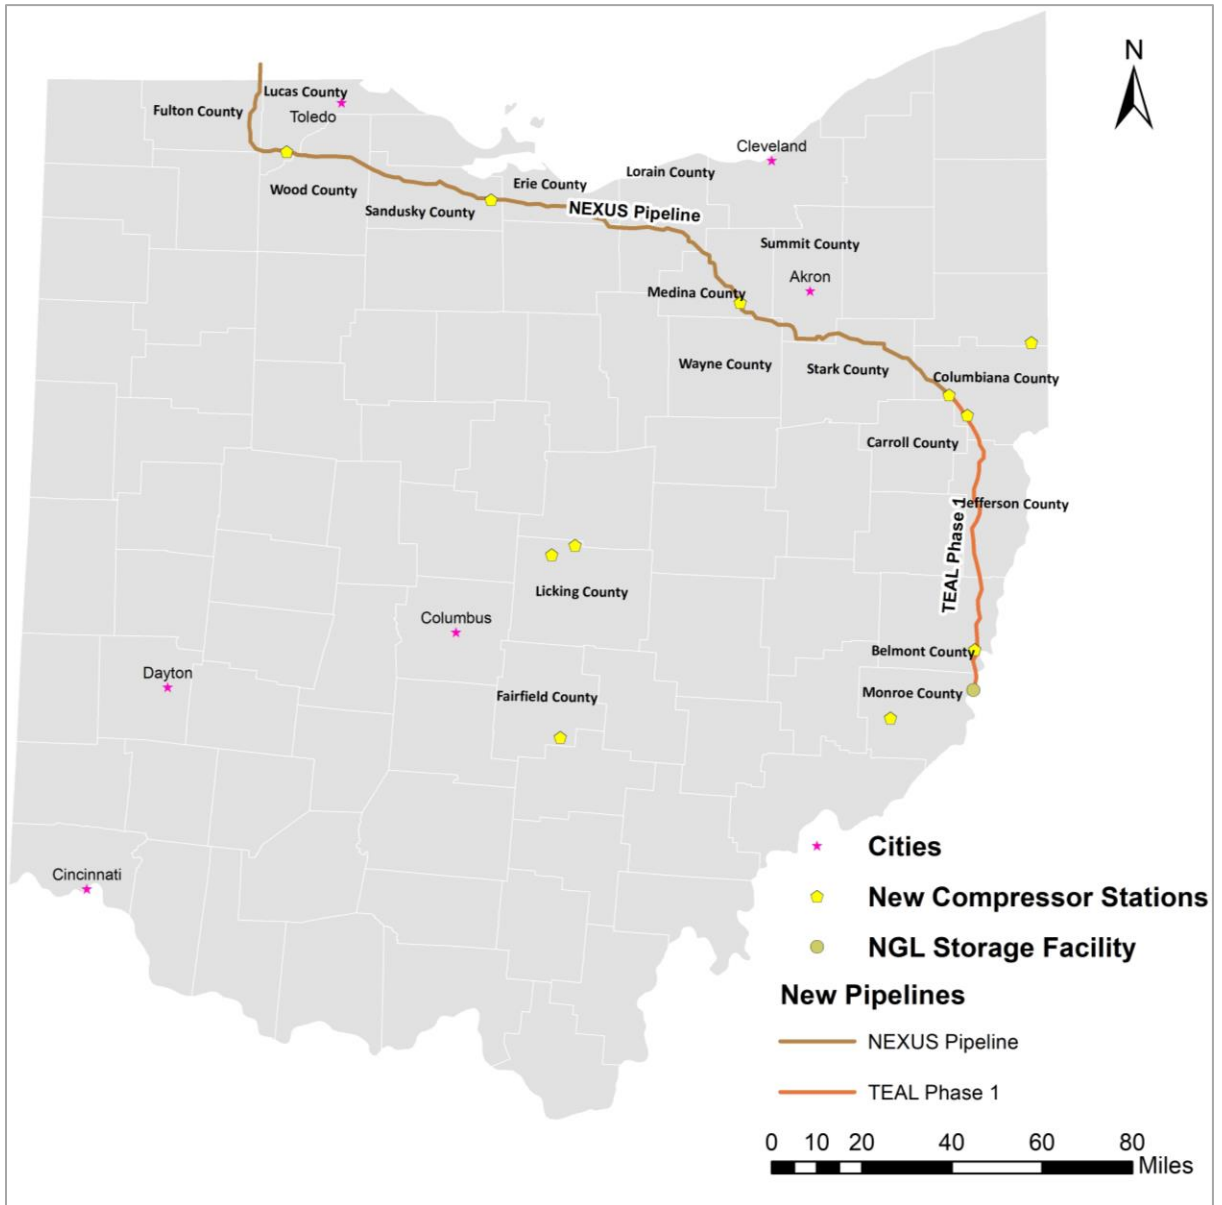 N
Lucas County
Fulton County
Toledo
Cleveland
Lorain County
Erie County
Wood County
Sandusky County
NEXUS Pipeline
Summit County
Akron
Medina County
Wayne County
Stark County
Columbiana County
Carroll County
Jefferson County
TEAL Phase 1
Licking County
Columbus
Belmont County
Dayton
Fairfield County
Monroe County
Cincinnati
Cities
New Compressor Stations
NGL Storage Facility
New Pipelines
NEXUS Pipeline
TEAL Phase 1
0 10 20 40 60 80
Miles